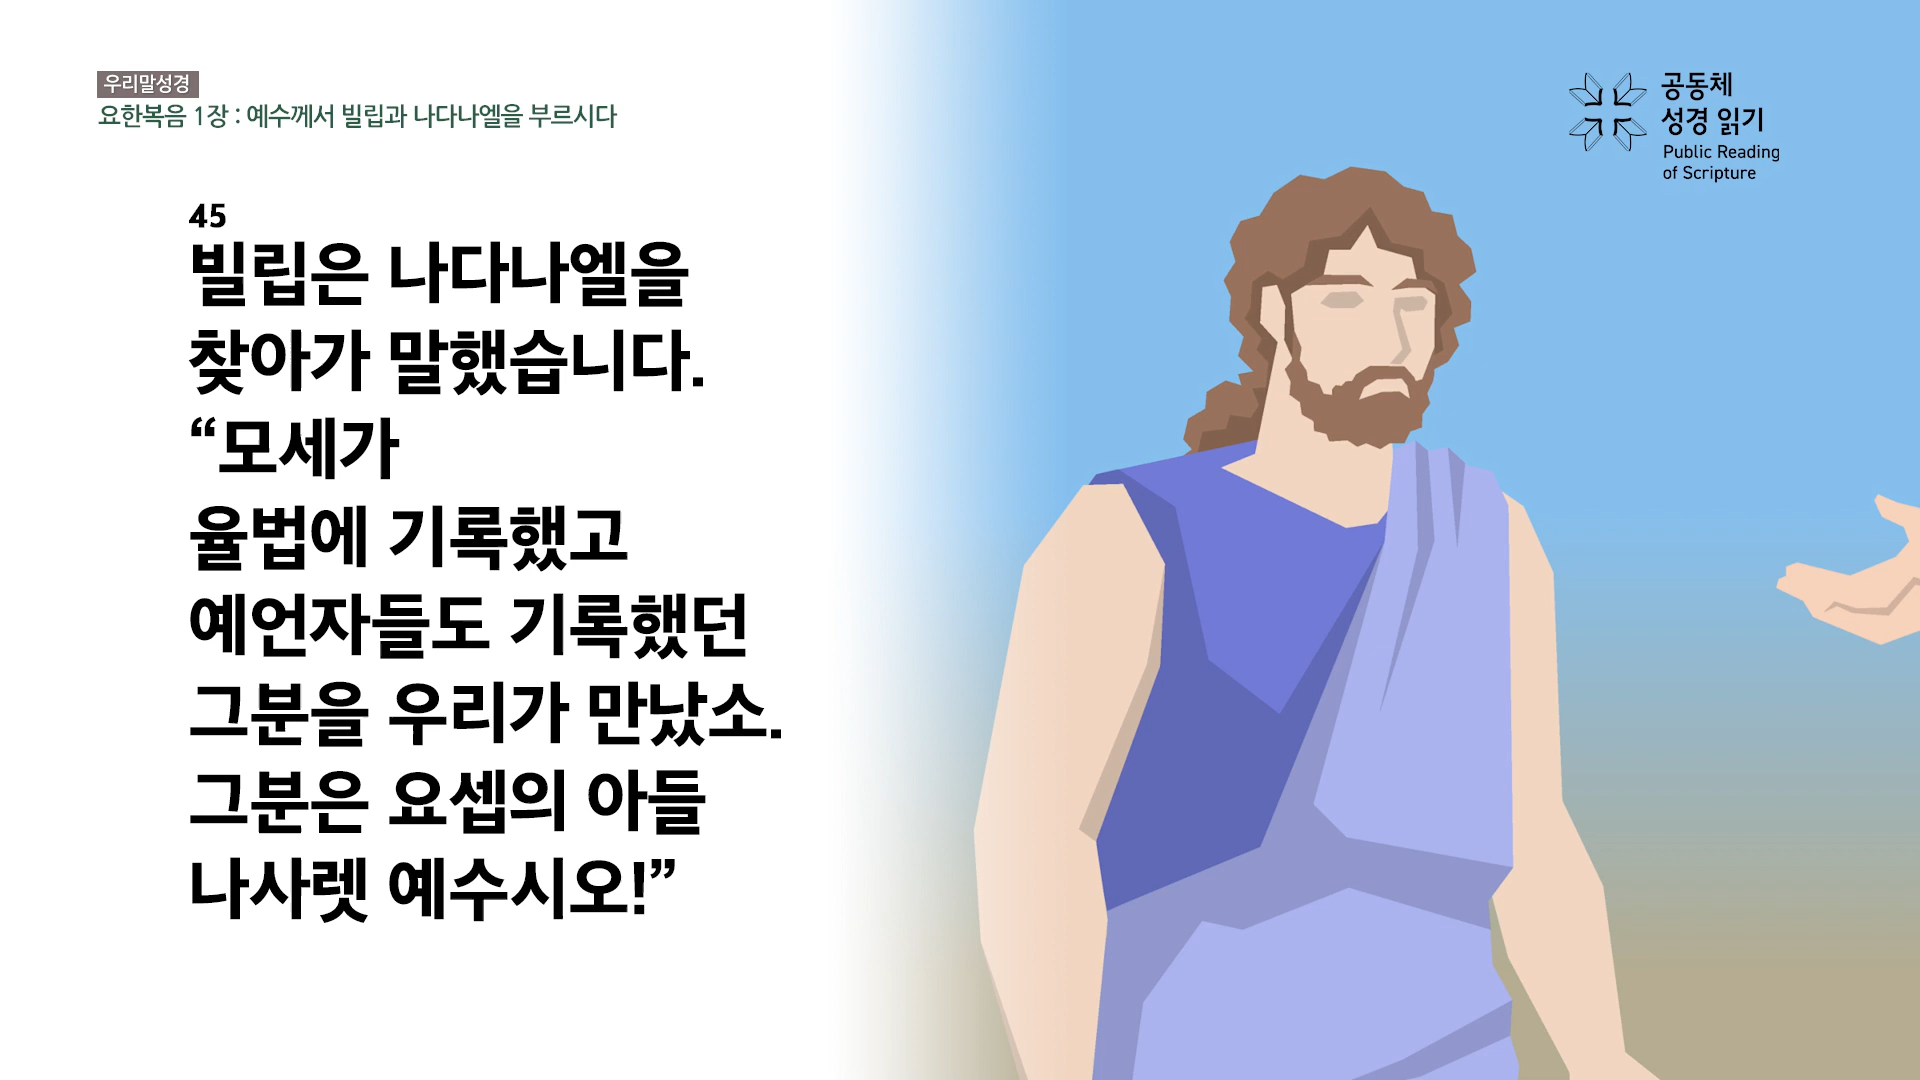 우리말성경
요한복음 1장 : 예수께서 빌립과 나다나엘을 부르시다
공동체
성경 읽기
Public Reading
of Scripture
45
빌립은 나다나엘을
찾아가 말했습니다.
“모세가
율법에 기록했고
예언자들도 기록했던
그분을 우리가 만났소.
그분은 요셉의 아들
나사렛 예수시오!”